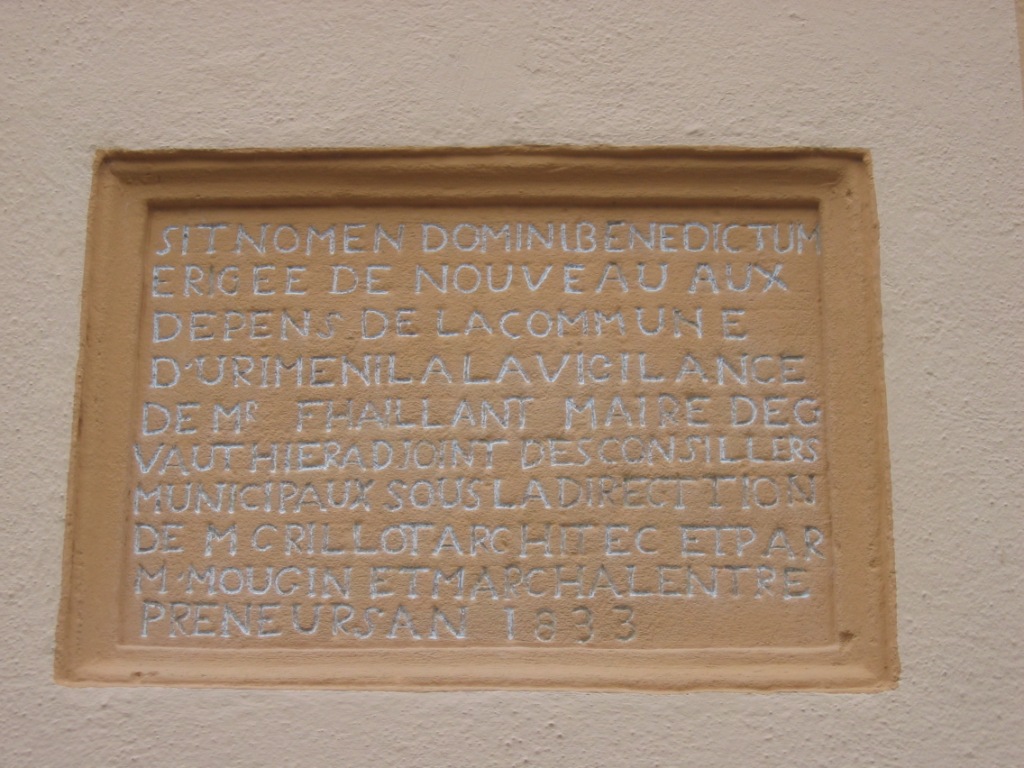 SIT NOMEN DOMINI BENEDICTUM
ERIGEE DE NOUVEAU AUX
DEPENS DE LA COMMUNE
D'URIMENIL A LA VIGILANCE
DE MR FHAILLANT MAIRE DE G
VAUTHIER ADJOINT DES CONSILLERS
MUNICIPAUX SOUS LA DIRECTTION
DE M GRILLOT ARCHITEC ET PAR
M MOUGIN ET MARCHAL ENTRE
PRENEURS AN 1833